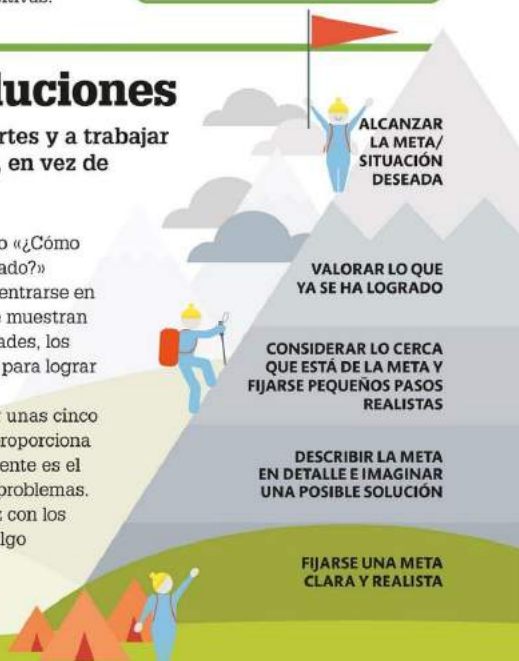 itivas.
luciones
rtes y a trabajar
, en vez de
o «¿Cómo
ado?»
entrarse en
e muestran
ades, los
para lograr
r unas cinco
roporciona
ente es el
problemas.
z con los
lgo
ALCANZAR
LA META/
SITUACIÓN
DESEADA
VALORAR LO QUE
YA SE HA LOGRADO
CONSIDERAR LO CERCA
QUE ESTÁ DE LA META Y
FIJARSE PEQUEÑOS PASOS
REALISTAS
DESCRIBIR LA META
EN DETALLE E IMAGINAR
UNA POSIBLE SOLUCIÓN
FIJARSE UNA META
CLARA Y REALISTA